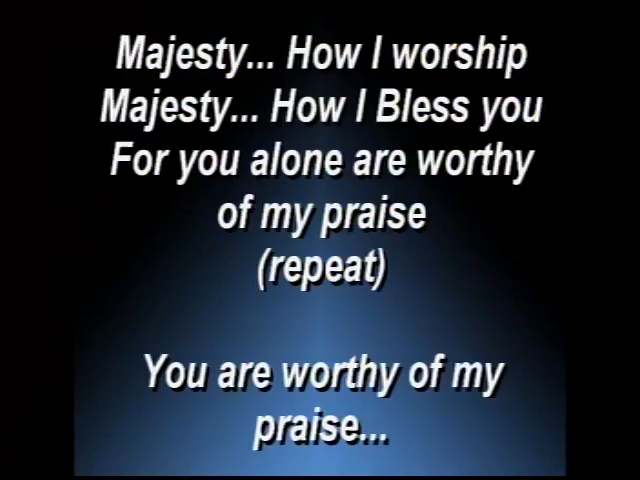 Majesty... How I worship
Majesty... How I Bless you
For you alone are worthy
of my praise
(repeat)
You are worthy of my
praise...